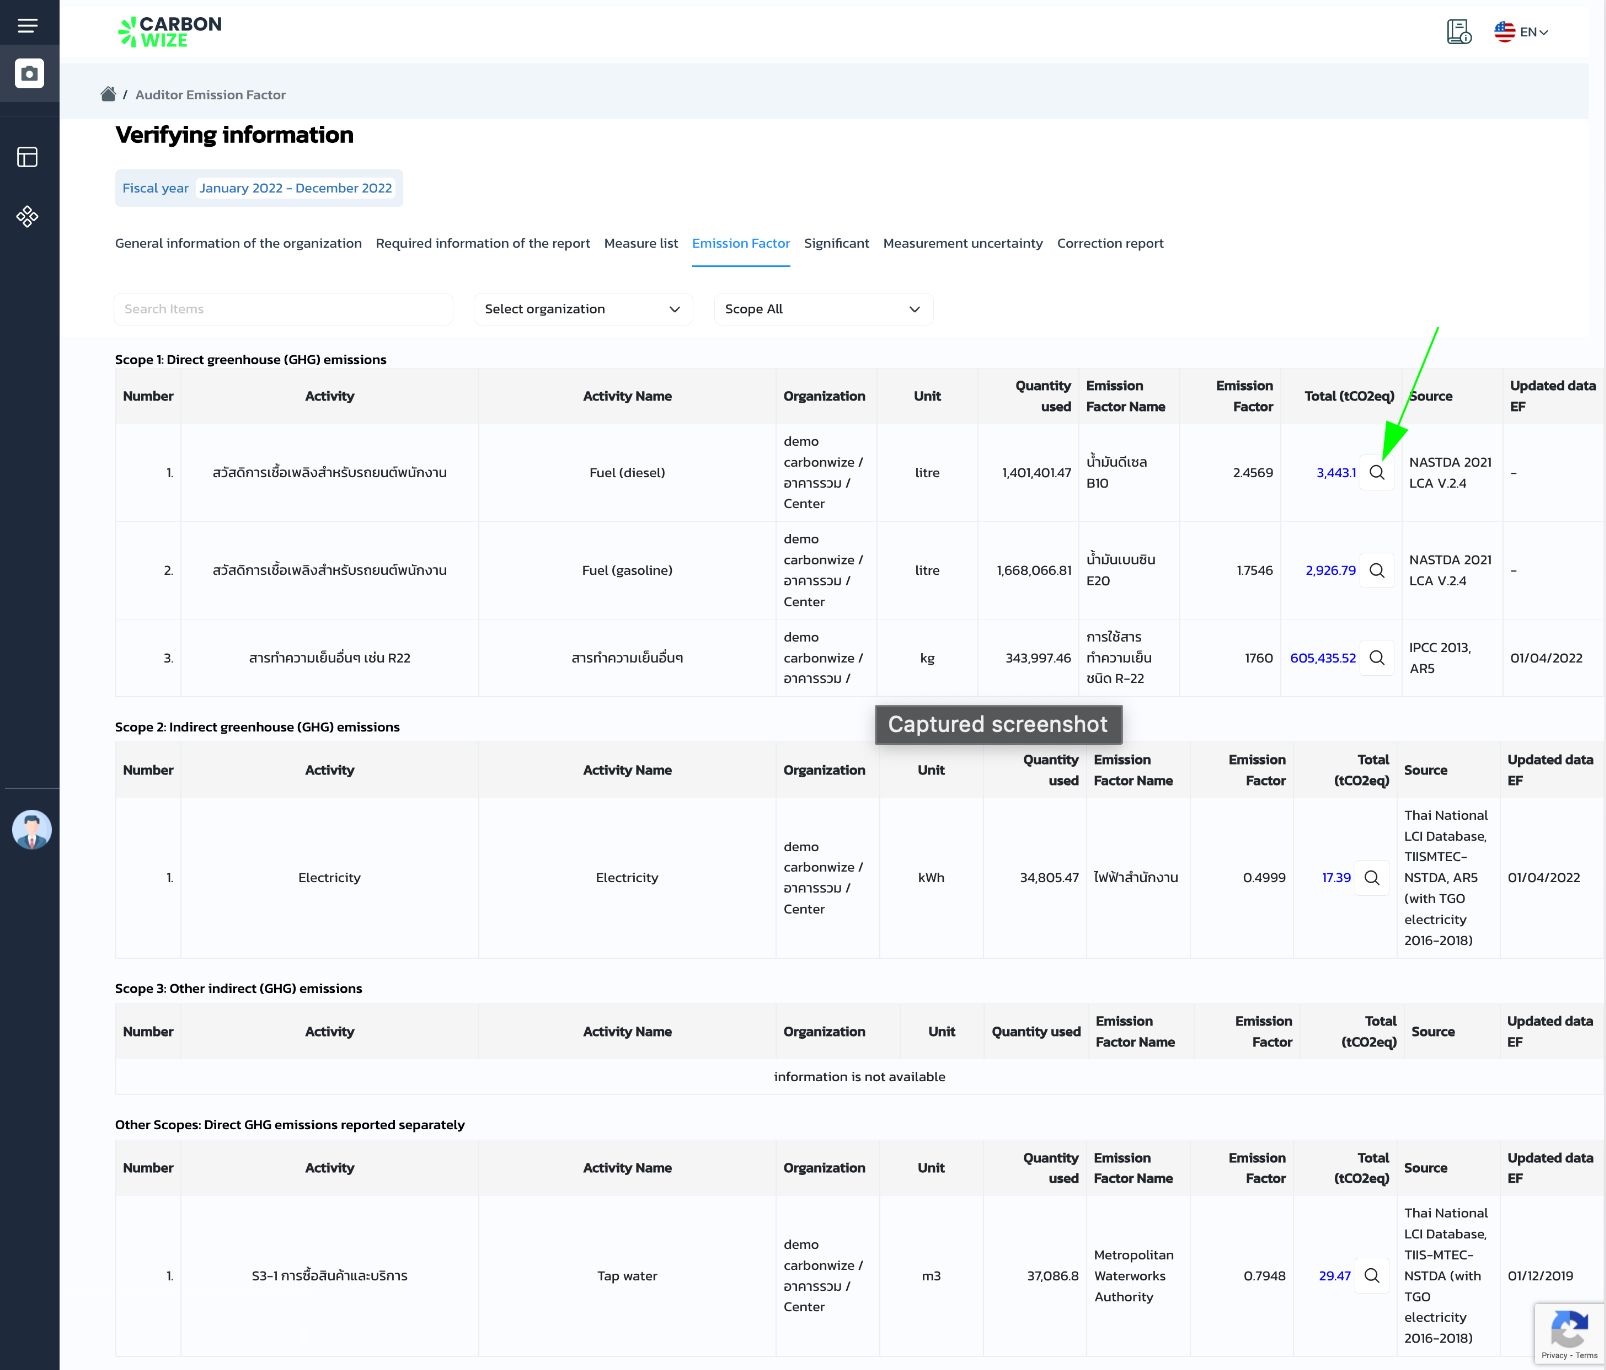 CARBON
WIZE
EN
/ Auditor Emission Factor
Verifying information
Fiscal year January 2022 - December 2022
General information of the organization Required information of the report Measure list Emission Factor Significant Measurement uncertainty Correction report
Search Items Select organization Scope All
Scope 1: Direct greenhouse (GHG) emissions
Number Activity Activity Name Organization Unit Quantity used Emission Factor Name Emission Factor Total (tCO2eq) Source Updated data EF
1. สวัสดิการเชื้อเพลิงสำหรับรถยนต์พนักงาน Fuel (diesel) demo carbonwize / อาคารรวม / Center litre 1,401,401.47 น้ำมันดีเซล B10 2.4569 3,443.1 NASTDA 2021 LCA V.2.4 -
2. สวัสดิการเชื้อเพลิงสำหรับรถยนต์พนักงาน Fuel (gasoline) demo carbonwize / อาคารรวม / Center litre 1,668,066.81 น้ำมันเบนซิน E20 1.7546 2,926.79 NASTDA 2021 LCA V.2.4 -
3. สารทำความเย็นอื่นๆ เช่น R22 สารทำความเย็นอื่นๆ demo carbonwize / อาคารรวม / kg 343,997.46 การใช้สารทำความเย็นชนิด R-22 1760 605,435.52 IPCC 2013, AR5 01/04/2022
Captured screenshot
Scope 2: Indirect greenhouse (GHG) emissions
Number Activity Activity Name Organization Unit Quantity used Emission Factor Name Emission Factor Total (tCO2eq) Source Updated data EF
1. Electricity Electricity demo carbonwize / อาคารรวม / Center kWh 34,805.47 ไฟฟ้าสำนักงาน 0.4999 17.39 Thai National LCI Database, TIISMTEC-NSTDA, AR5 (with TGO electricity 2016-2018) 01/04/2022
Scope 3: Other indirect (GHG) emissions
Number Activity Activity Name Organization Unit Quantity used Emission Factor Name Emission Factor Total (tCO2eq) Source Updated data EF
information is not available
Other Scopes: Direct GHG emissions reported separately
Number Activity Activity Name Organization Unit Quantity used Emission Factor Name Emission Factor Total (tCO2eq) Source Updated data EF
1. S3-1 การซื้อสินค้าและบริการ Tap water demo carbonwize / อาคารรวม / Center m3 37,086.8 Metropolitan Waterworks Authority 0.7948 29.47 Thai National LCI Database, TIIS-MTEC-NSTDA (with TGO electricity 2016-2018) 01/12/2019
Privacy - Terms